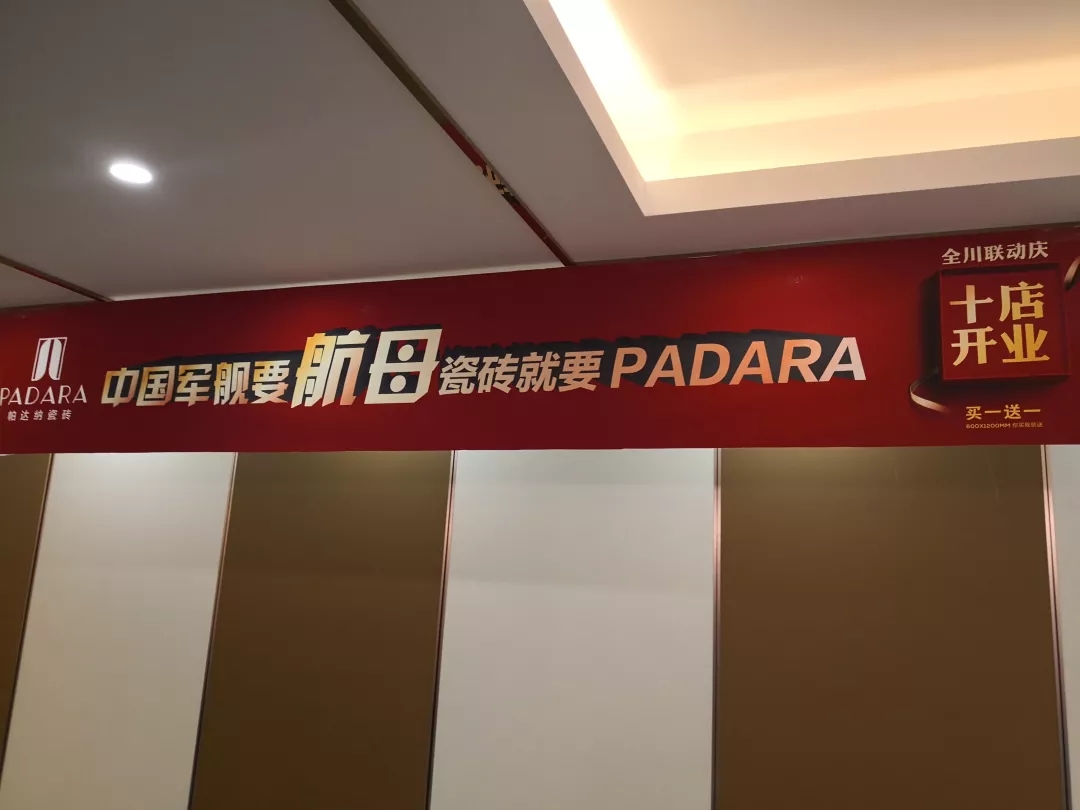 PADARA
帕达纳瓷砖
中国军舰要航母瓷砖就要PADARA
全川联动庆
十店
开业
买一送一
600X1200MM